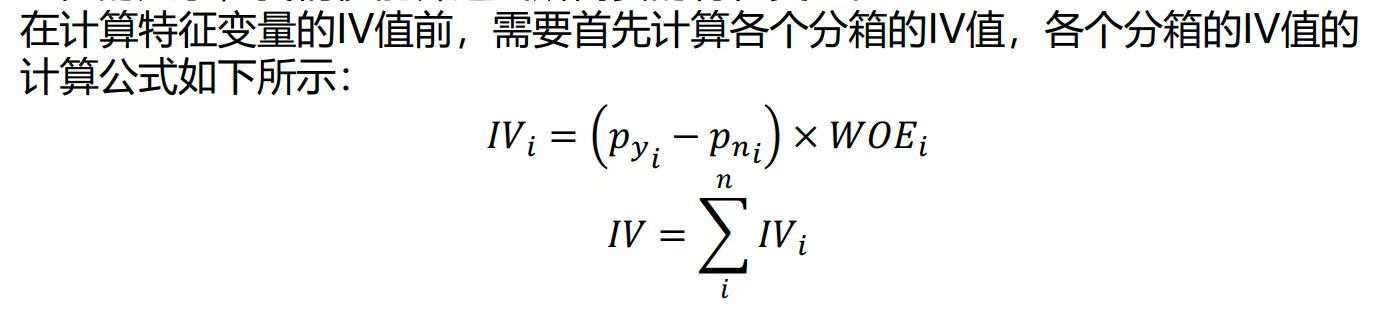 在计算特征变量的IV值前，需要首先计算各个分箱的IV值，各个分箱的IV值的
计算公式如下所示：
$IV_i = \left(p_{y_i} - p_{n_i}\right) \times WOE_i$
$IV = \sum_{i}^{n} IV_i$